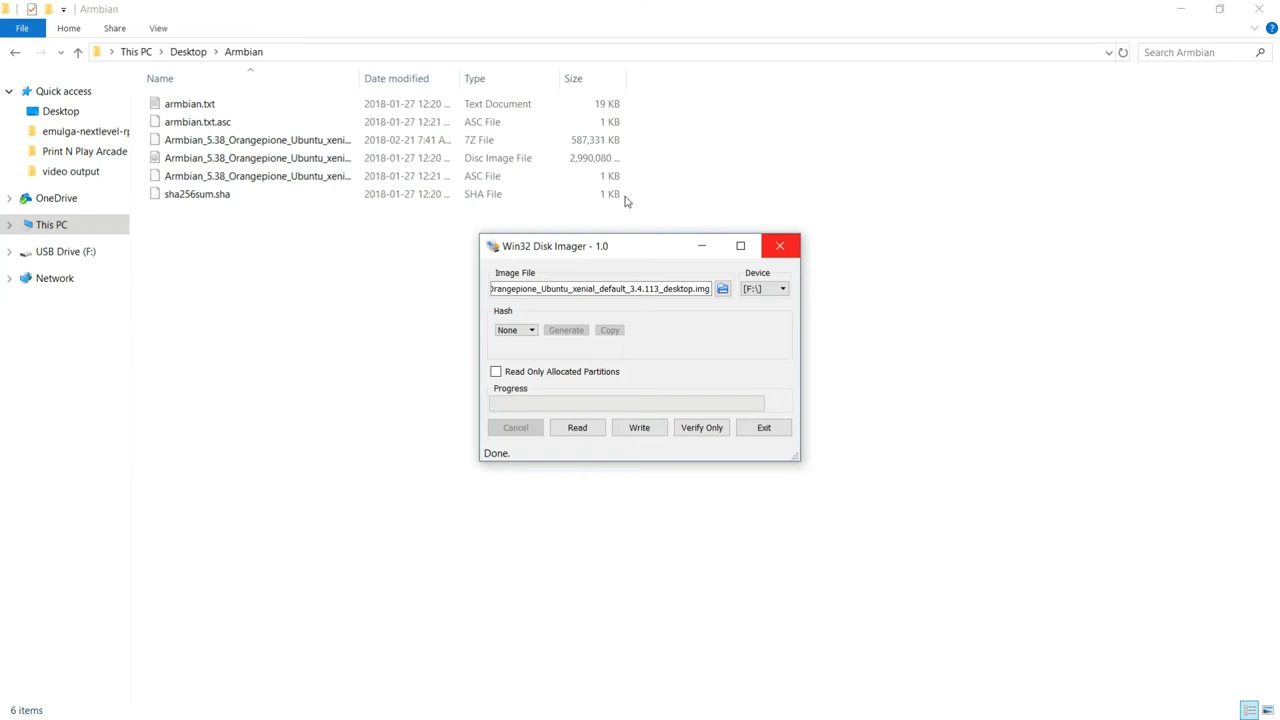 Armbian
File
Home
Share
View
This PC
Desktop
Armbian
Search Armbian
Name
Date modified
Type
Size
Quick access
Desktop
emulga-nextlevel-rp
Print N Play Arcade
video output
OneDrive
This PC
USB Drive (F:)
Network
armbian.txt 2018-01-27 12:20 ... Text Document 19 KB
armbian.txt.asc 2018-01-27 12:21 ... ASC File 1 KB
Armbian_5.38_Orangepione_Ubuntu_xeni... 2018-02-21 7:41 A... 7Z File 587,331 KB
Armbian_5.38_Orangepione_Ubuntu_xeni... 2018-01-27 12:20 ... Disc Image File 2,990,080 ...
Armbian_5.38_Orangepione_Ubuntu_xeni... 2018-01-27 12:21 ... ASC File 1 KB
sha256sum.sha 2018-01-27 12:20 ... SHA File 1 KB
Win32 Disk Imager - 1.0
Image File
Device
Orangepione_Ubuntu_xenial_default_3.4.113_desktop.img
[F:\]
Hash
None
Generate
Copy
Read Only Allocated Partitions
Progress
Cancel
Read
Write
Verify Only
Exit
Done.
6 items